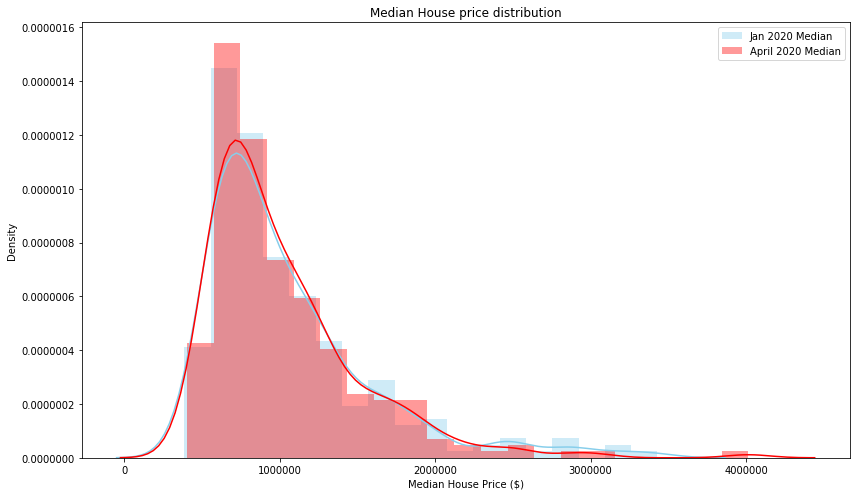 Median House price distribution
Jan 2020 Median
April 2020 Median
0.0000016
0.0000014
0.0000012
0.0000010
0.0000008
0.0000006
0.0000004
0.0000002
0.0000000
Density
0 1000000 2000000 3000000 4000000
Median House Price ($)